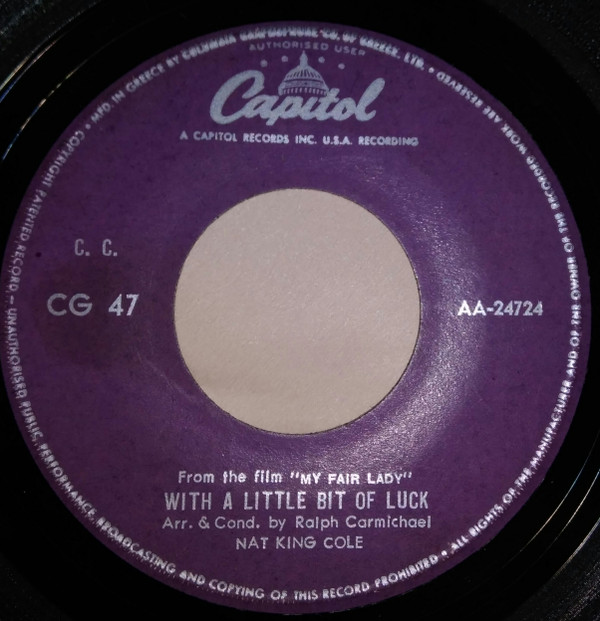 MFD IN GREECE BY COLUMBIA GRAMOPHONE CO. OF GREECE, LTD. • ALL RIGHTS OF THE MANUFACTURER AND OF THE OWNER OF THE RECORDED WORK ARE RESERVED
COPYRIGHT PATENTED RECORD – UNAUTHORISED PUBLIC, PERFORMANCE, BROADCASTING AND COPYING OF THIS RECORD PROHIBITED •
AUTHORISED USER
Capitol
A CAPITOL RECORDS INC. U.S.A. RECORDING
C. C.
CG 47
AA-24724
From the film "MY FAIR LADY"
WITH A LITTLE BIT OF LUCK
Arr. & Cond. by Ralph Carmichael
NAT KING COLE